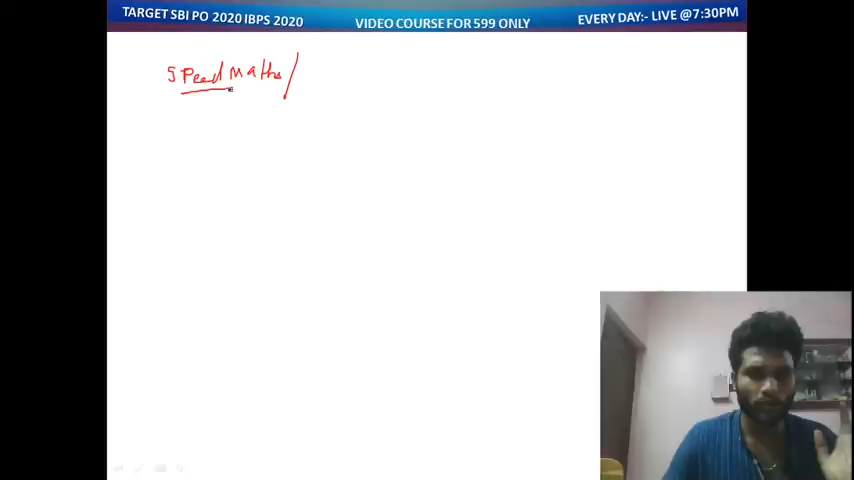 TARGET SBI PO 2020 IBPS 2020
VIDEO COURSE FOR 599 ONLY
EVERY DAY:- LIVE @7:30PM
Speed Maths/